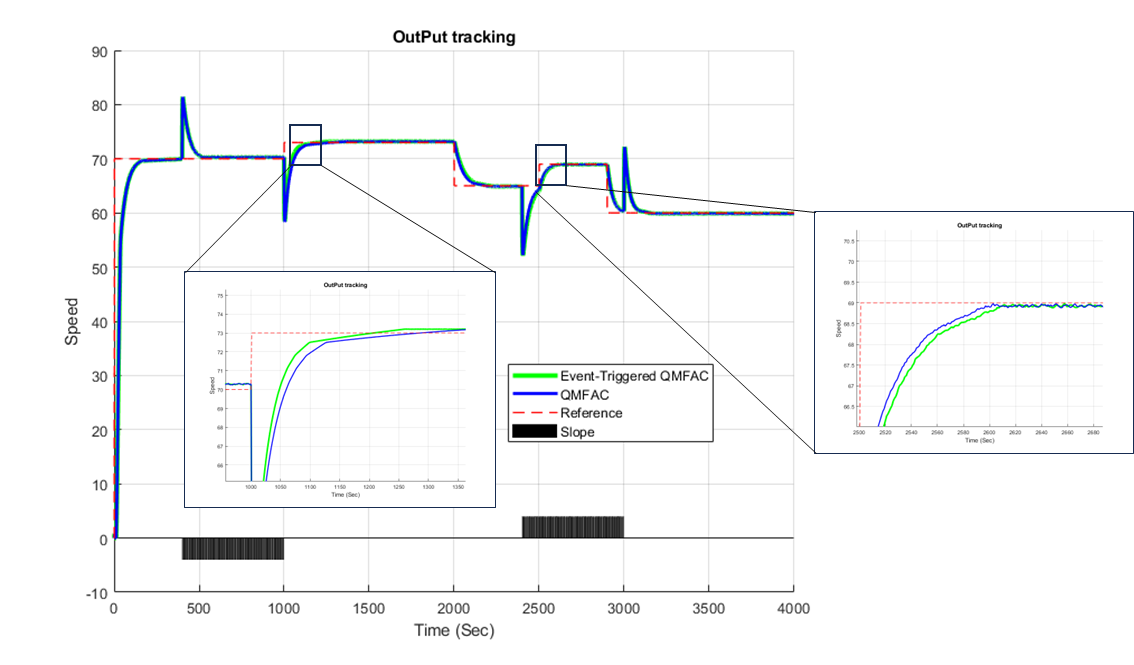 OutPut tracking
90
80
70
60
50
40
30
20
10
0
-10
Speed
0 500 1000 1500 2000 2500 3000 3500 4000
Time (Sec)
Event-Triggered QMFAC
QMFAC
Reference
Slope
OutPut tracking
75
74
73
72
71
70
69
68
67
66
Speed
1000 1050 1100 1150 1200 1250 1300 1350
Time (Sec)
OutPut tracking
70.5
70
69.5
69
68.5
68
67.5
67
66.5
Speed
2500 2520 2540 2560 2580 2600 2620 2640 2660 2680
Time (Sec)